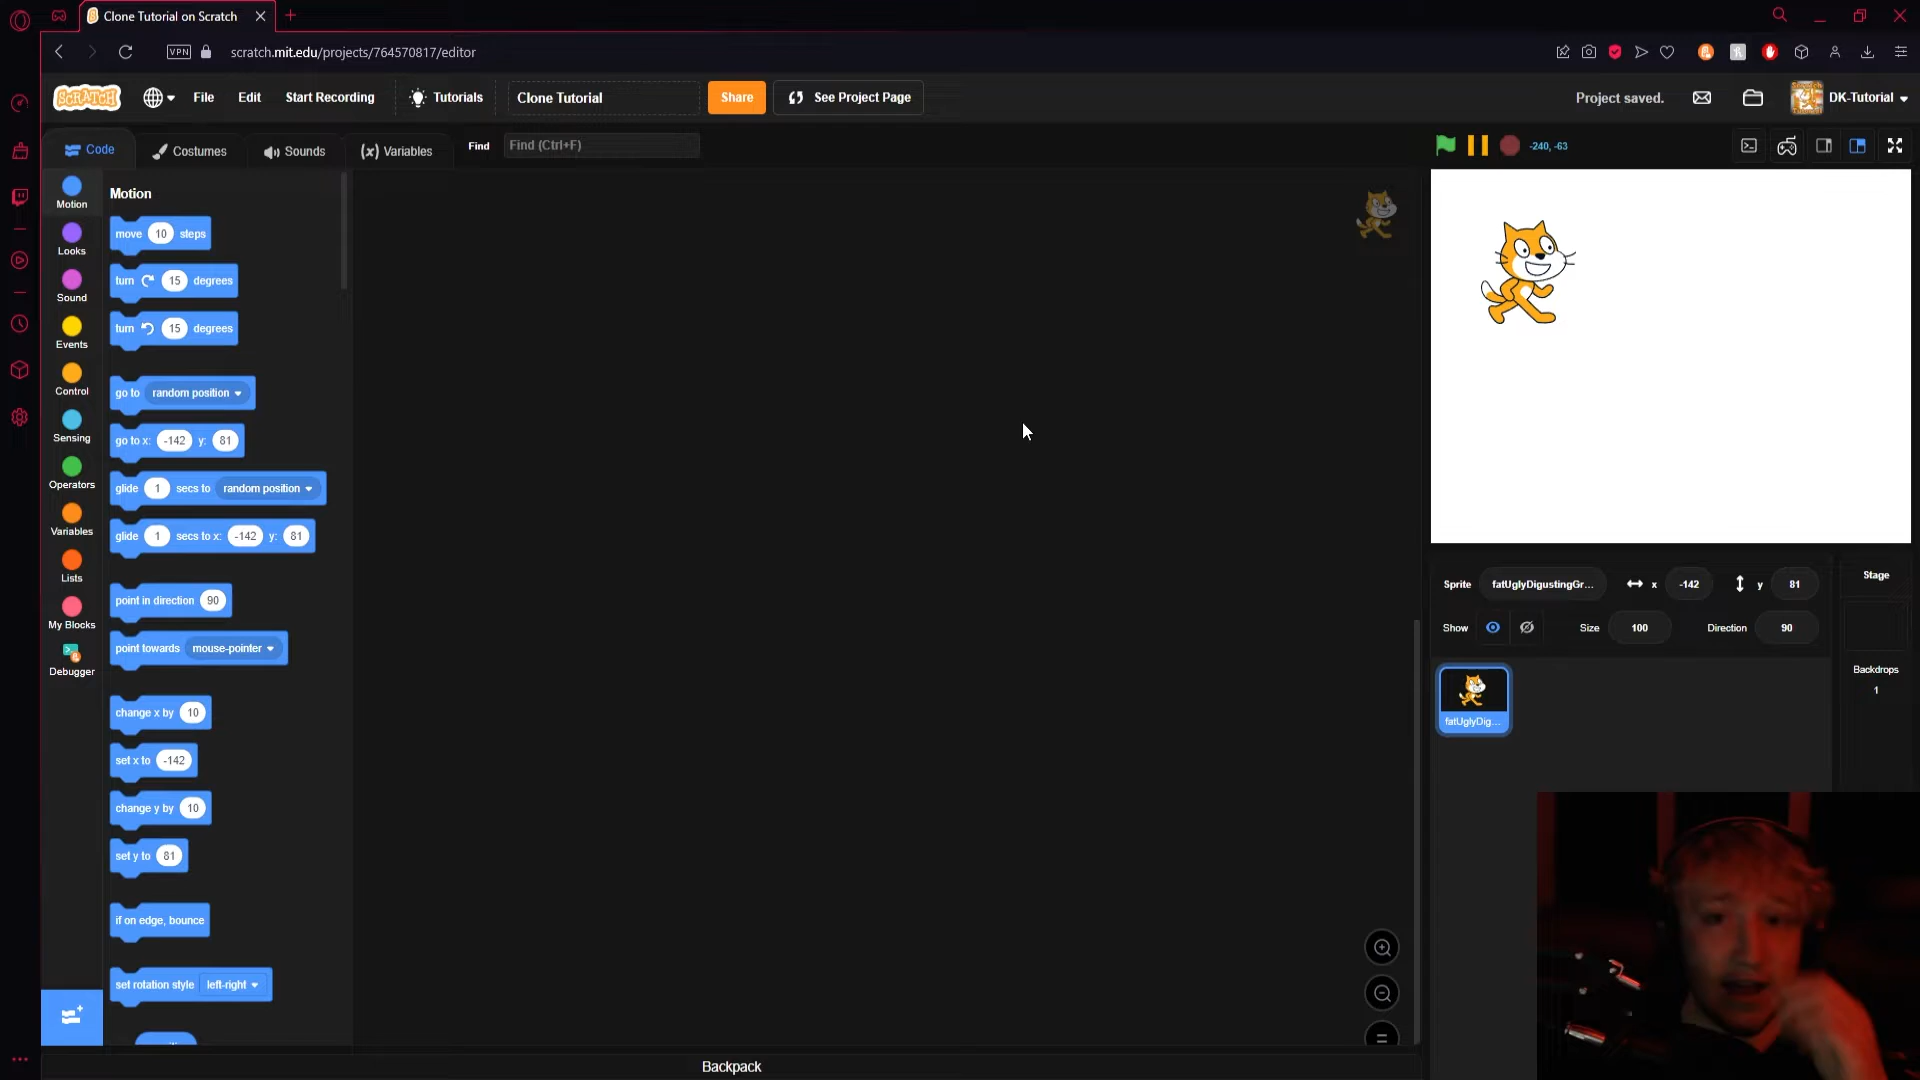 Clone Tutorial on Scratch
VPN
scratch.mit.edu/projects/764570817/editor
SCRATCH
File
Edit
Start Recording
Tutorials
Clone Tutorial
Share
See Project Page
Project saved.
DK-Tutorial
Code
Costumes
Sounds
(x) Variables
Find
Find (Ctrl+F)
-240, -63
Motion
Looks
Sound
Events
Control
Sensing
Operators
Variables
Lists
My Blocks
Debugger
Motion
move 10 steps
turn 15 degrees
turn 15 degrees
go to random position
go to x: -142 y: 81
glide 1 secs to random position
glide 1 secs to x: -142 y: 81
point in direction 90
point towards mouse-pointer
change x by 10
set x to -142
change y by 10
set y to 81
if on edge, bounce
set rotation style left-right
Sprite
fatUglyDigustingGr...
x -142
y 81
Show
Size 100
Direction 90
fatUglyDig...
Stage
Backdrops
1
Backpack